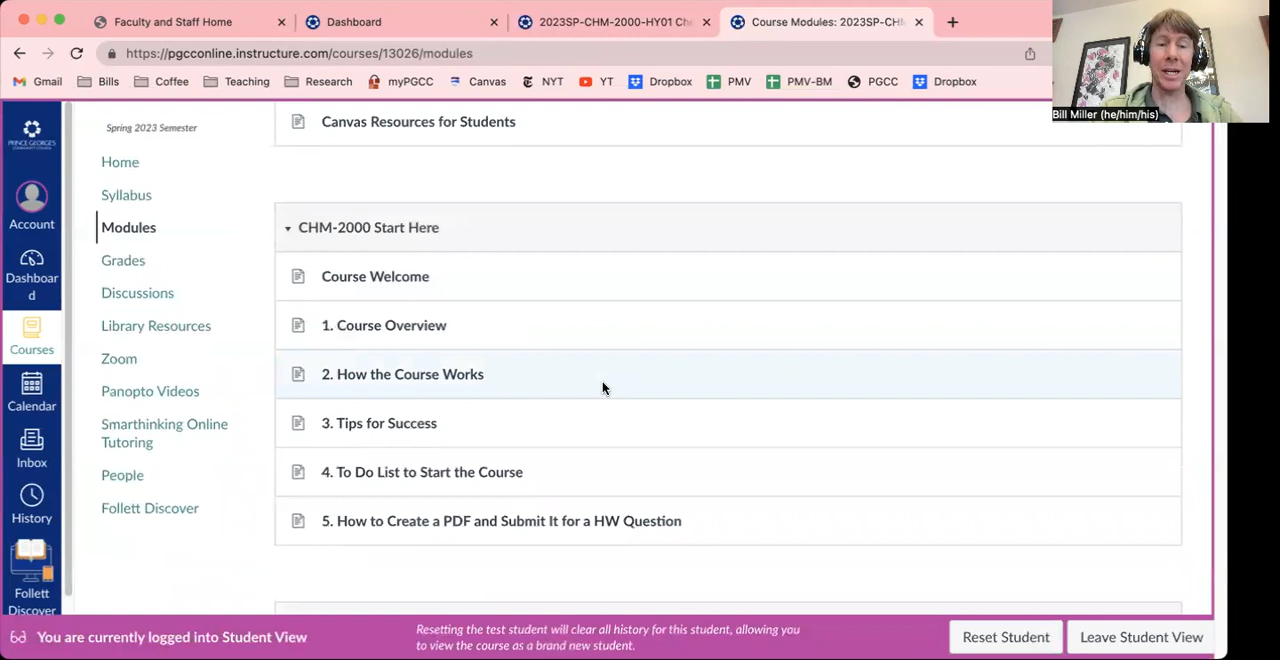 Faculty and Staff Home
Dashboard
2023SP-CHM-2000-HY01 Che
Course Modules: 2023SP-CHM
https://pgcconline.instructure.com/courses/13026/modules
Gmail
Bills
Coffee
Teaching
Research
myPGCC
Canvas
NYT
YT
Dropbox
PMV
PMV-BM
PGCC
Dropbox
Bill Miller (he/him/his)
PRINCE GEORGE'S
COMMUNITY COLLEGE
Account
Dashboar
d
Courses
Calendar
Inbox
History
Follett
Discover
Spring 2023 Semester
Home
Syllabus
Modules
Grades
Discussions
Library Resources
Zoom
Panopto Videos
Smarthinking Online
Tutoring
People
Follett Discover
Canvas Resources for Students
CHM-2000 Start Here
Course Welcome
1. Course Overview
2. How the Course Works
3. Tips for Success
4. To Do List to Start the Course
5. How to Create a PDF and Submit It for a HW Question
You are currently logged into Student View
Resetting the test student will clear all history for this student, allowing you
to view the course as a brand new student.
Reset Student
Leave Student View